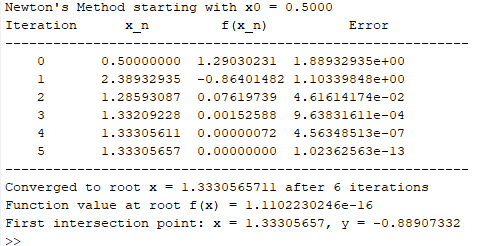 Newton's Method starting with x0 = 0.5000
Iteration x_n f(x_n) Error
----------------------------------------------------------
0 0.50000000 1.29030231 1.88932935e+00
1 2.38932935 -0.86401482 1.10339848e+00
2 1.28593087 0.07619739 4.61614174e-02
3 1.33209228 0.00152588 9.63831611e-04
4 1.33305611 0.00000072 4.56348513e-07
5 1.33305657 0.00000000 1.02362563e-13
----------------------------------------------------------
Converged to root x = 1.3330565711 after 6 iterations
Function value at root f(x) = 1.1102230246e-16
First intersection point: x = 1.33305657, y = -0.88907332
>>